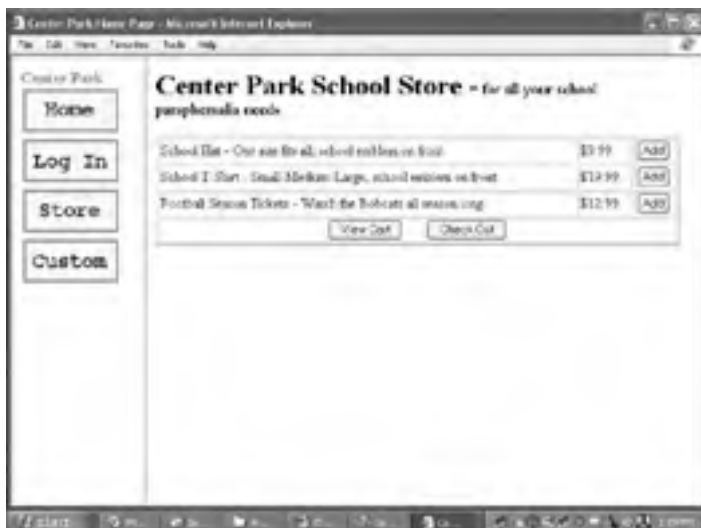 Center Park Home Page - Microsoft Internet Explorer
File Edit View Favorites Tools Help
Center Park
Home
Log In
Store
Custom
Center Park School Store - for all your school
paraphernalia needs
School Hat - One size fits all, school emblem on front
$9.99 Add
School T-Shirt - Small Medium Large, school emblem on front
Add
Football Season Tickets - Watch the Bobcats all season long
$12.99 Add
View Cart Check Out
start